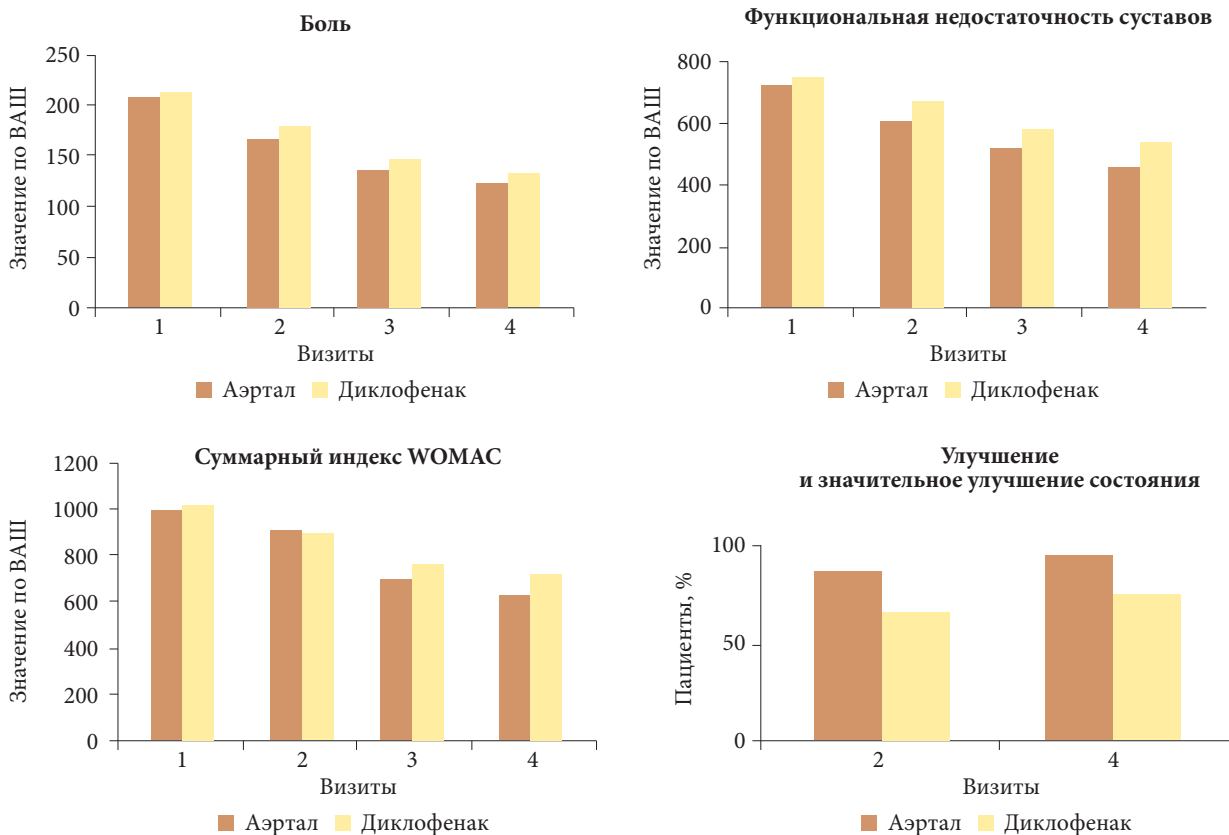 Боль
Значение по ВАШ
250
200
150
100
50
0
1 2 3 4
Визиты
Аэртал Диклофенак
Функциональная недостаточность суставов
Значение по ВАШ
800
600
400
200
0
1 2 3 4
Визиты
Аэртал Диклофенак
Суммарный индекс WOMAC
Значение по ВАШ
1200
1000
800
600
400
200
0
1 2 3 4
Визиты
Аэртал Диклофенак
Улучшение
и значительное улучшение состояния
Пациенты, %
100
50
0
2 4
Визиты
Аэртал Диклофенак